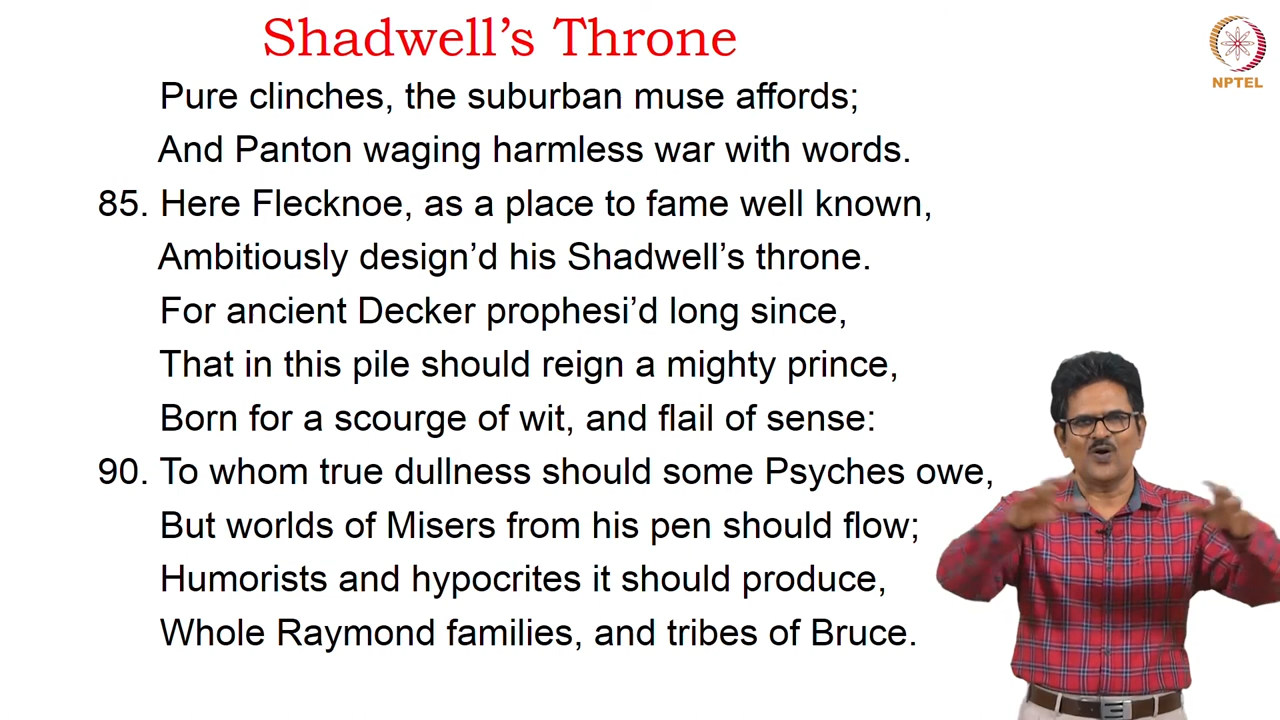 Shadwell's Throne
NPTEL
Pure clinches, the suburban muse affords;
And Panton waging harmless war with words.
85. Here Flecknoe, as a place to fame well known,
Ambitiously design'd his Shadwell's throne.
For ancient Decker prophesi'd long since,
That in this pile should reign a mighty prince,
Born for a scourge of wit, and flail of sense:
90. To whom true dullness should some Psyches owe,
But worlds of Misers from his pen should flow;
Humorists and hypocrites it should produce,
Whole Raymond families, and tribes of Bruce.